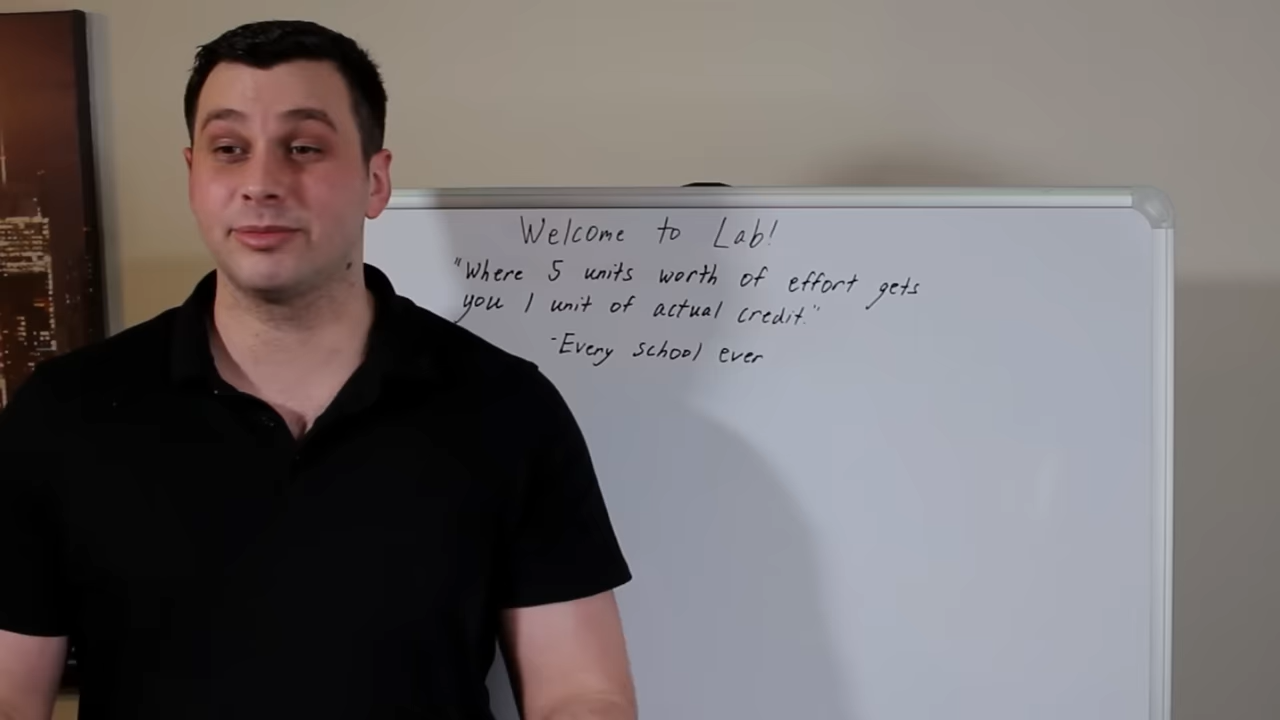 Welcome to Lab!
"Where 5 units worth of effort gets
you 1 unit of actual credit."
-Every school ever